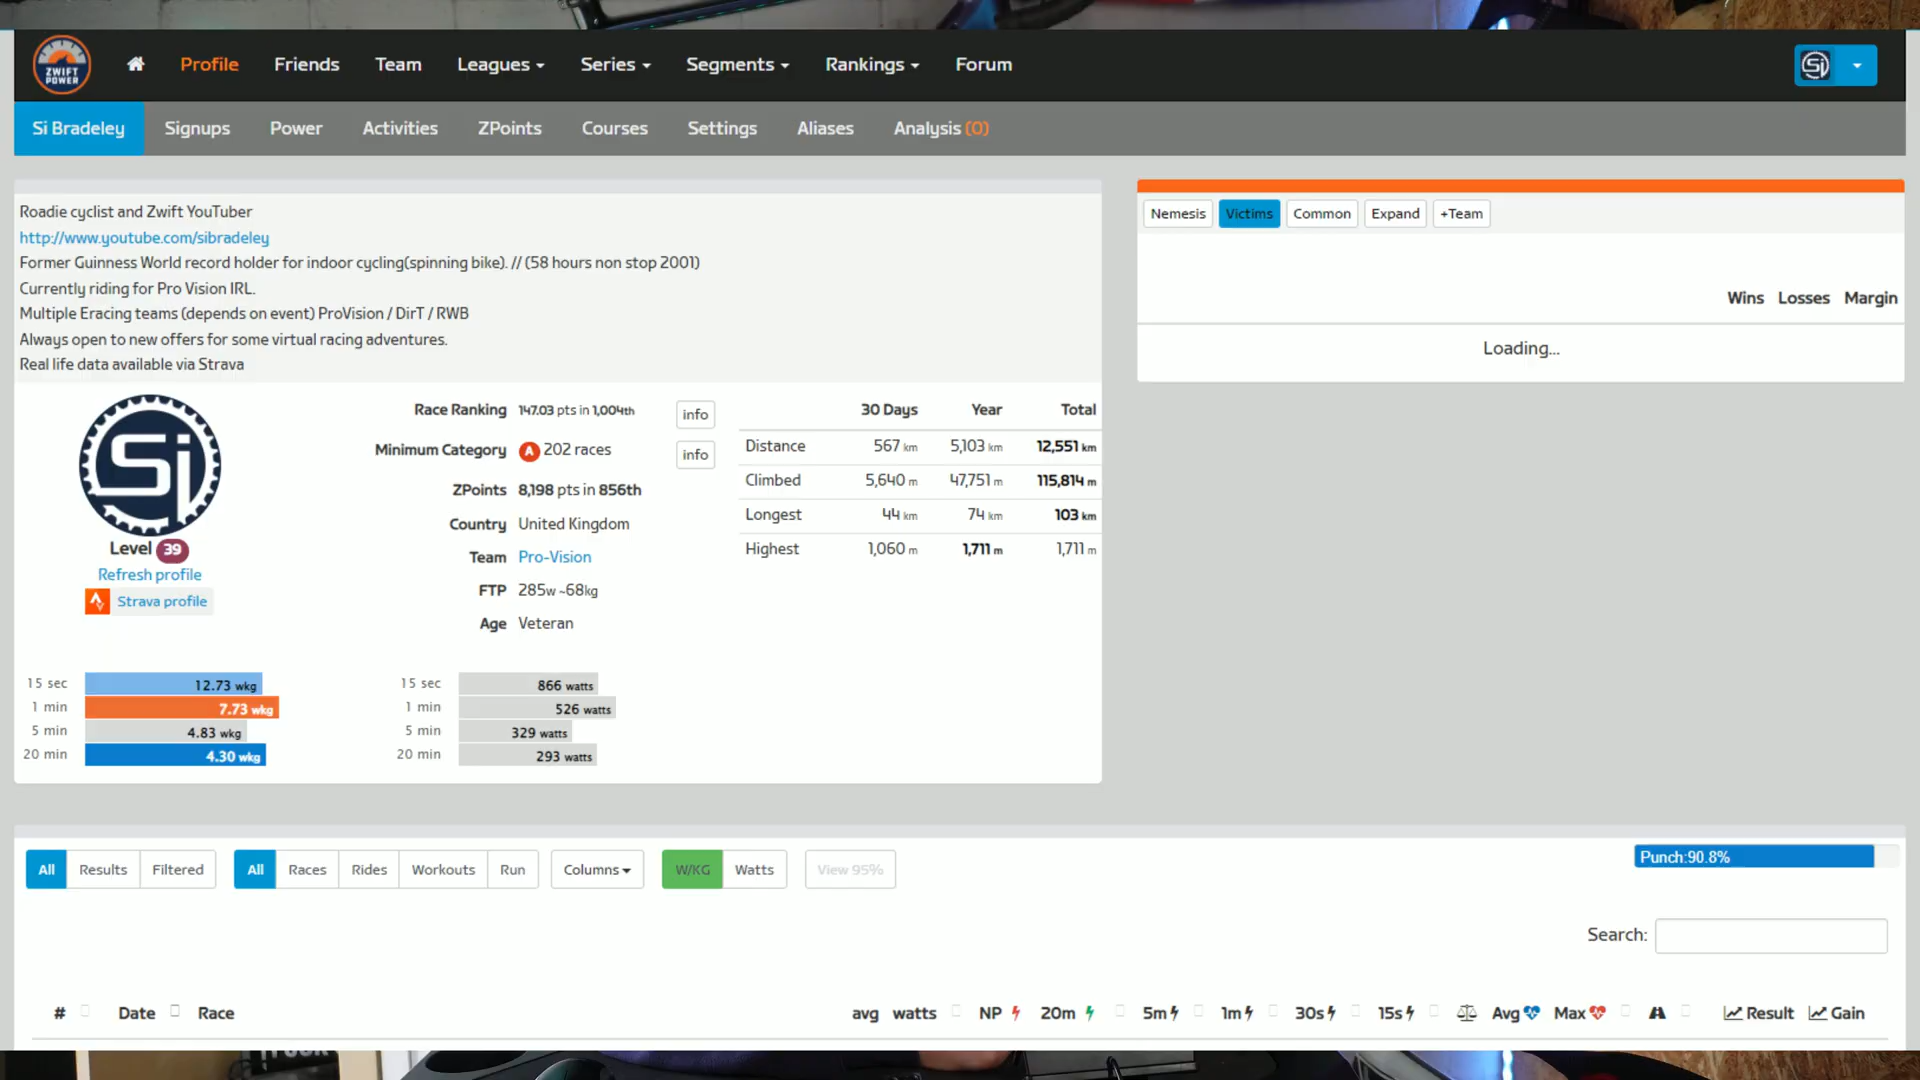 ZWIFT POWER
Profile Friends Team Leagues Series Segments Rankings Forum
Si
Si Bradeley Signups Power Activities ZPoints Courses Settings Aliases Analysis (0)
Roadie cyclist and Zwift YouTuber
http://www.youtube.com/sibradeley
Former Guinness World record holder for indoor cycling(spinning bike). // (58 hours non stop 2001)
Currently riding for Pro Vision IRL.
Multiple Eracing teams (depends on event) ProVision / DirT / RWB
Always open to new offers for some virtual racing adventures.
Real life data available via Strava
Si
Level 39
Refresh profile
Strava profile
Race Ranking 147.03 pts in 1,004th info
Minimum Category A 202 races info
ZPoints 8,198 pts in 856th
Country United Kingdom
Team Pro-Vision
FTP 285w ~68kg
Age Veteran
30 Days Year Total
Distance 567 km 5,103 km 12,551 km
Climbed 5,640 m 47,751 m 115,814 m
Longest 44 km 74 km 103 km
Highest 1,060 m 1,711 m 1,711 m
15 sec 12.73 wkg 15 sec 866 watts
1 min 7.73 wkg 1 min 526 watts
5 min 4.83 wkg 5 min 329 watts
20 min 4.30 wkg 20 min 293 watts
Nemesis Victims Common Expand +Team
Wins Losses Margin
Loading...
All Results Filtered All Races Rides Workouts Run Columns W/KG Watts View 95%
Punch:90.8%
Search:
# Date Race avg watts NP 20m 5m 1m 30s 15s Avg Max Result Gain